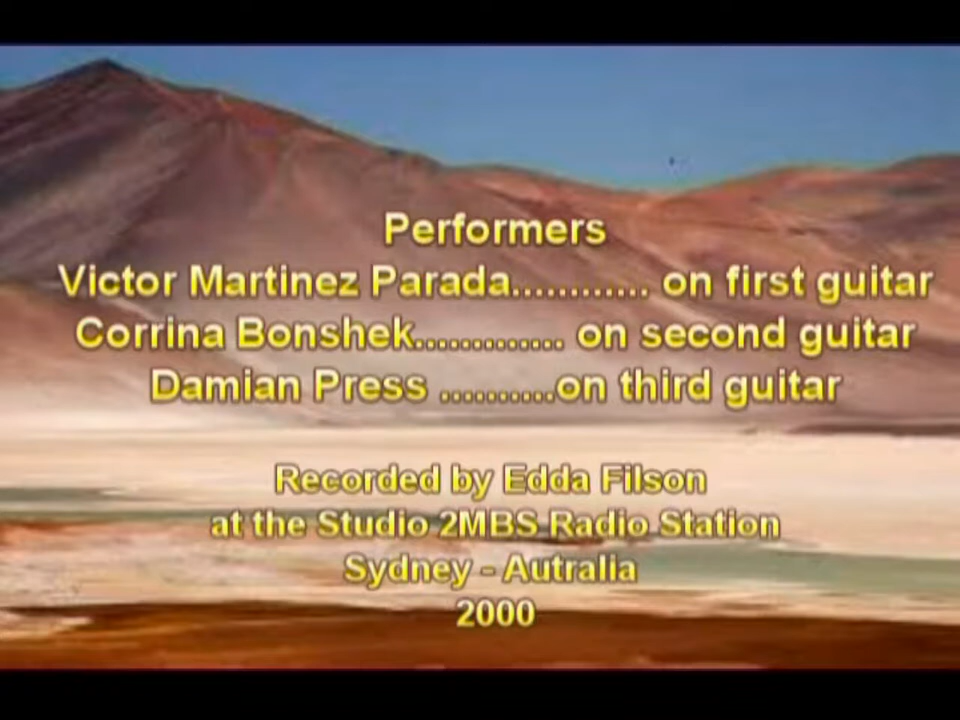 Performers
Victor Martinez Parada............ on first guitar
Corrina Bonshek............. on second guitar
Damian Press ..........on third guitar
Recorded by Edda Filson
at the Studio 2MBS Radio Station
Sydney - Autralia
2000